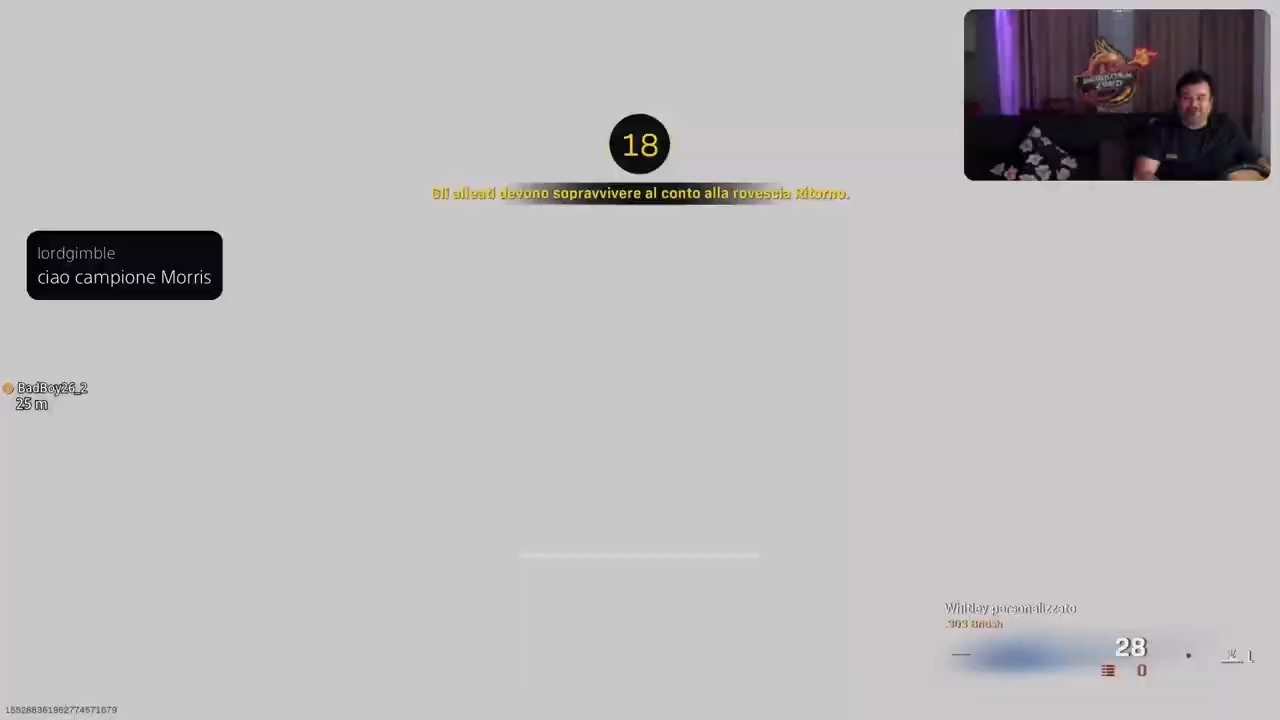 18
Gli alleati devono sopravvivere al conto alla rovescia Ritorno.
lordgimble
ciao campione Morris
BadBoy26_2
25 m
Whitley personalizzato
.303 British
28
0